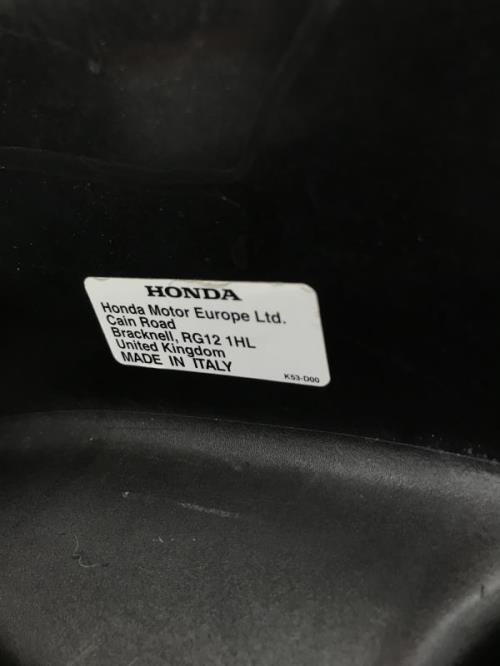 HONDA
Honda Motor Europe Ltd.
Cain Road
Bracknell, RG12 1HL
United Kingdom
MADE IN ITALY
K53-D00